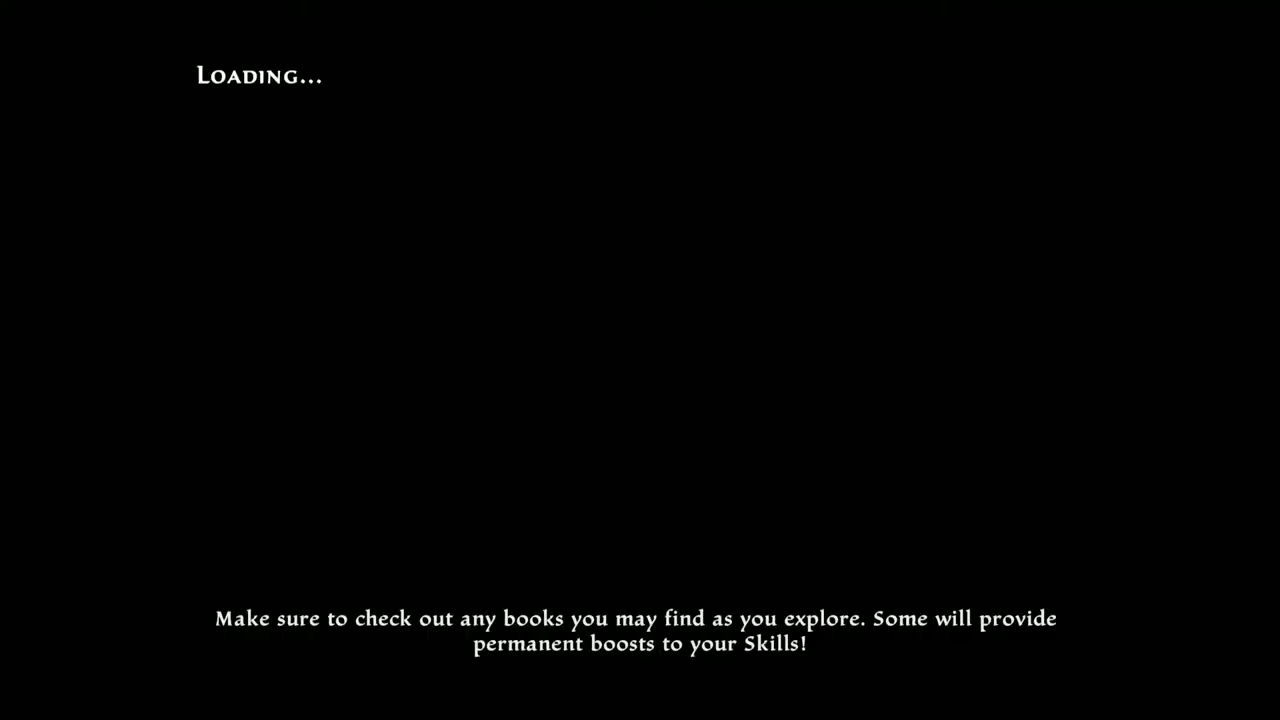 Loading...
Make sure to check out any books you may find as you explore. Some will provide
permanent boosts to your Skills!